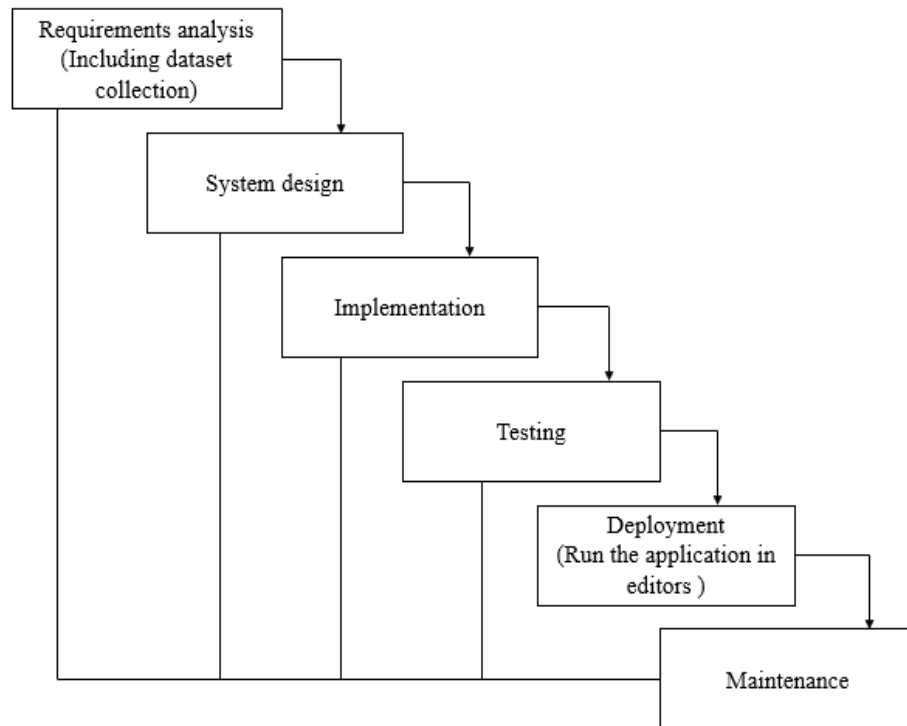 Requirements analysis
(Including dataset
collection)
System design
Implementation
Testing
Deployment
(Run the application in
editors )
Maintenance